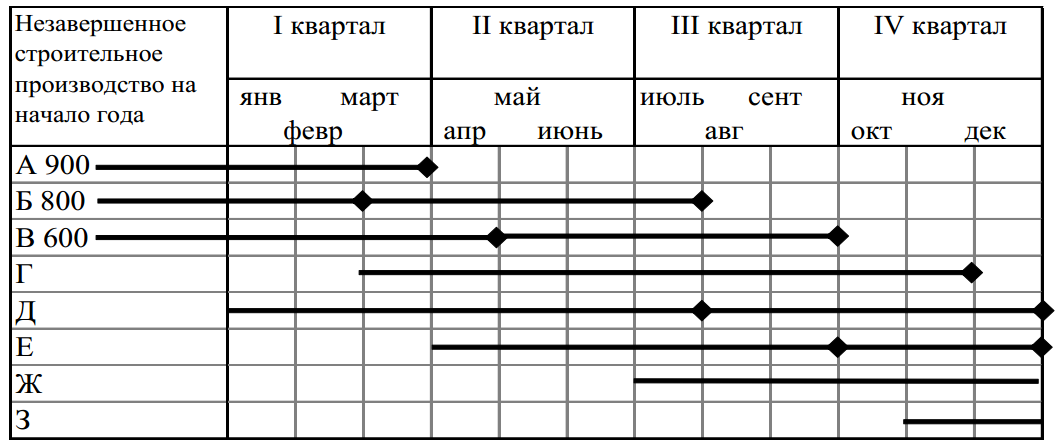 Незавершенное
строительное
производство на
начало года
I квартал
II квартал
III квартал
IV квартал
янв март
февр
май
апр июнь
июль сент
авг
ноя
окт дек
А 900
Б 800
В 600
Г
Д
Е
Ж
З